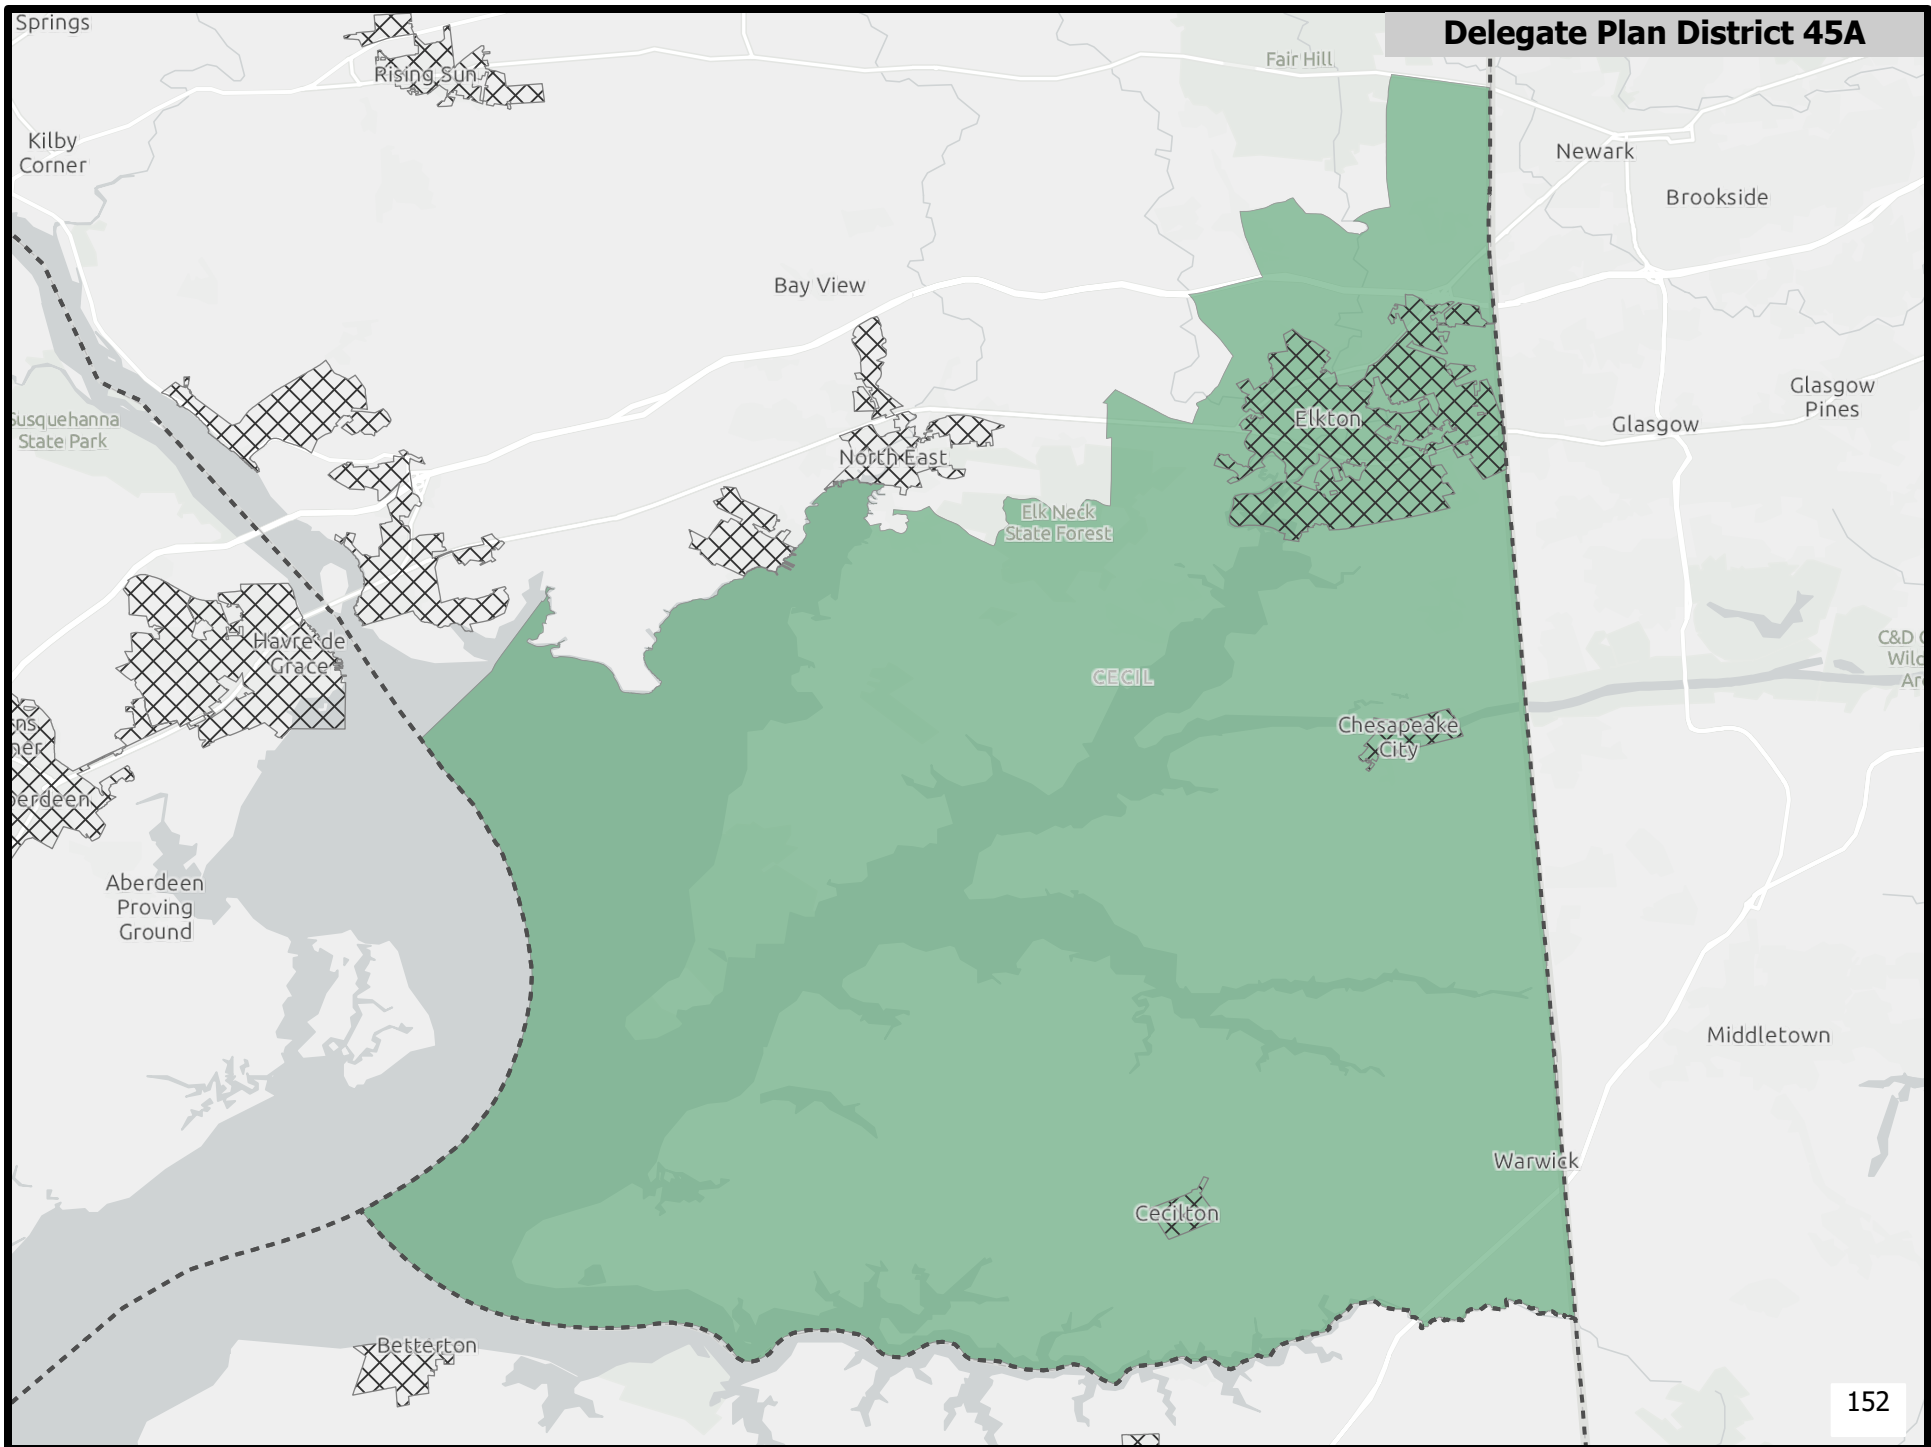 Springs
Delegate Plan District 45A
Fair Hill
Rising Sun
Kilby
Corner
Newark
Brookside
Bay View
Glasgow
Pines
Susquehanna
State Park
Elkton
Glasgow
North East
Elk Neck
State Forest
Havre de
Grace
C&D
CECIL
Chesapeake
City
Aberdeen
Proving
Ground
Middletown
Warwick
Cecilton
Betterton
152